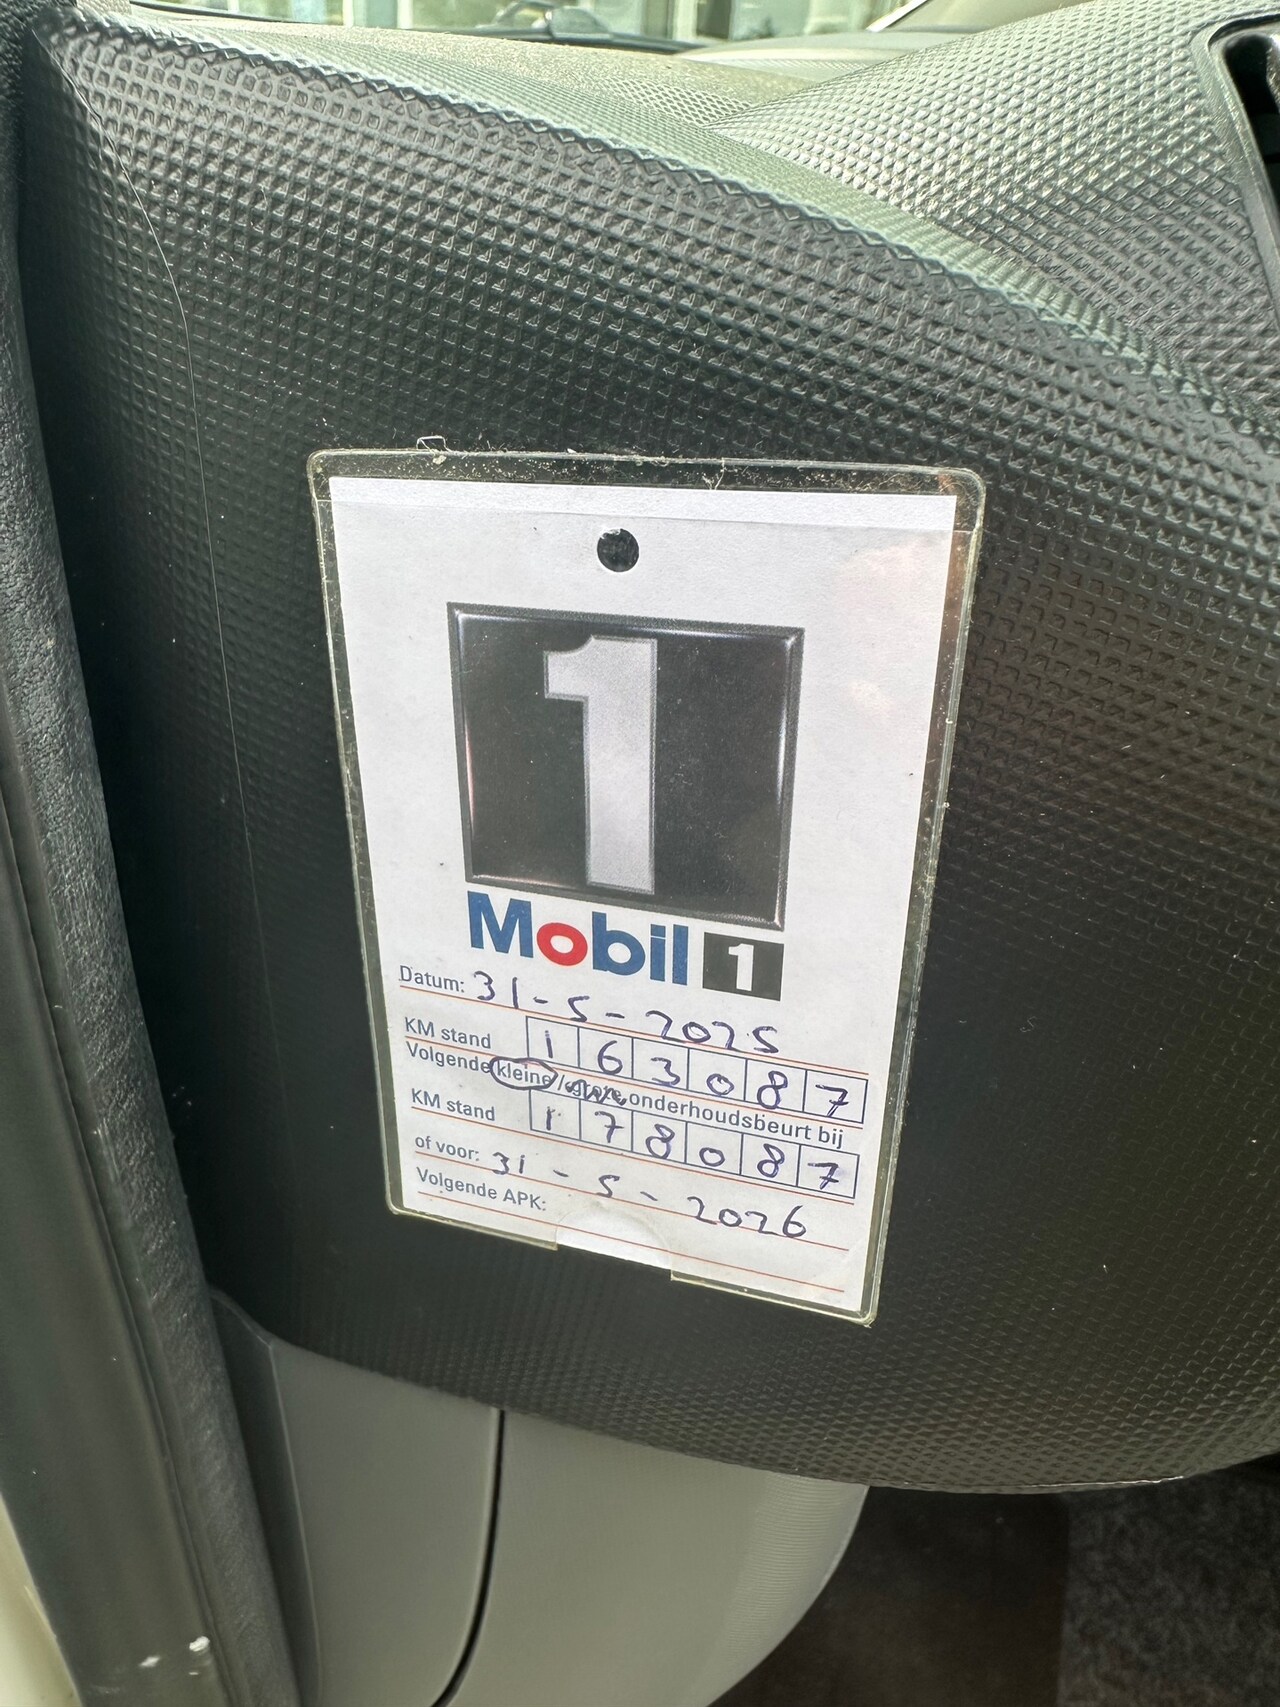 1
Mobil 1
Datum: 31-5-2025
KM stand 163087
Volgende kleine/grote onderhoudsbeurt bij
KM stand 178087
of voor: 31-5-2026
Volgende APK: